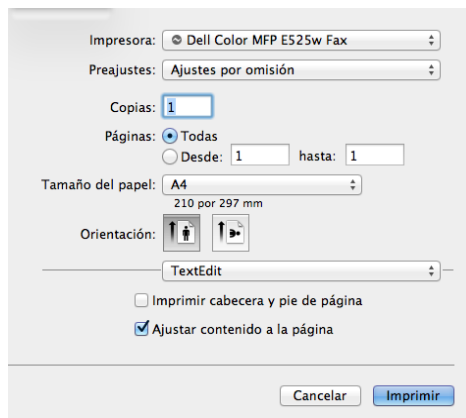 Impresora: Dell Color MFP E525w Fax
Preajustes: Ajustes por omisión
Copias: 1
Páginas: Todas
Desde: 1 hasta: 1
Tamaño del papel: A4
210 por 297 mm
Orientación:
TextEdit
Imprimir cabecera y pie de página
Ajustar contenido a la página
Cancelar Imprimir